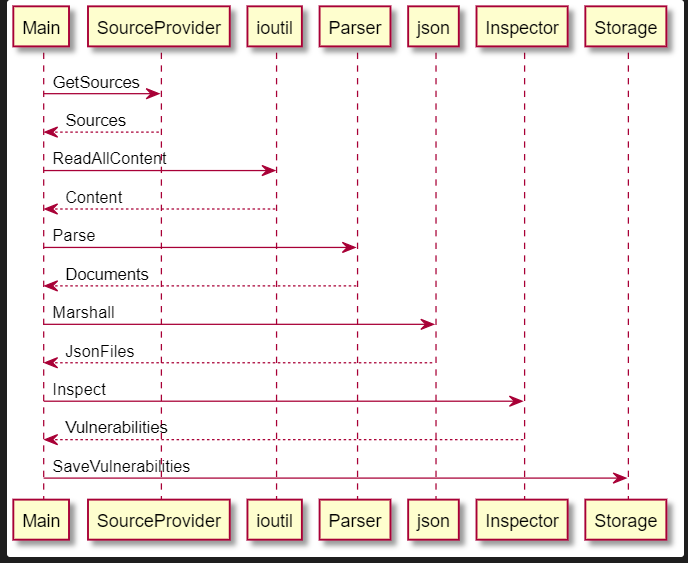 Main SourceProvider ioutil Parser json Inspector Storage
GetSources
Sources
ReadAllContent
Content
Parse
Documents
Marshall
JsonFiles
Inspect
Vulnerabilities
SaveVulnerabilities
Main SourceProvider ioutil Parser json Inspector Storage